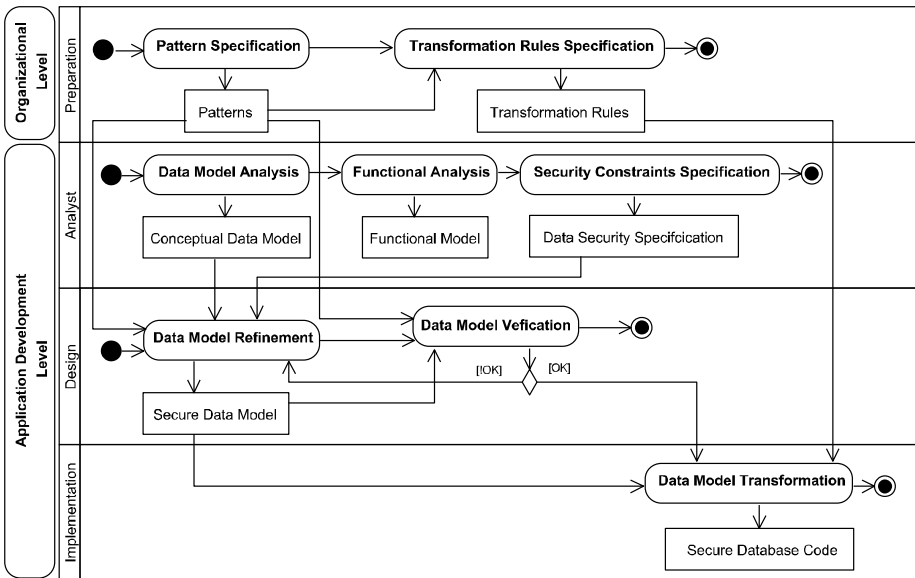 Organizational
Level
Preparation
Pattern Specification
Transformation Rules Specification
Patterns
Transformation Rules
Application Development
Level
Analyst
Data Model Analysis
Functional Analysis
Security Constraints Specification
Conceptual Data Model
Functional Model
Data Security Specifcication
Design
Data Model Refinement
Data Model Vefication
[!OK]
[OK]
Secure Data Model
Implementation
Data Model Transformation
Secure Database Code